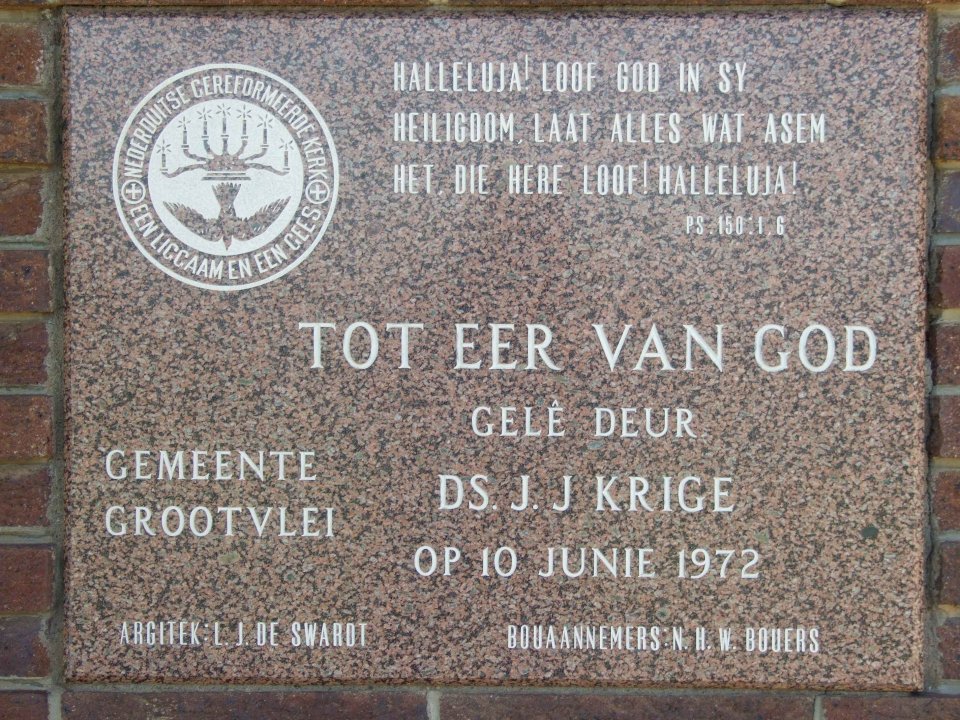 NEDERDUITSE GEREFORMEERDE KERK
EEN LIGGAAM EN EEN GEES
HALLELUJA! LOOF GOD IN SY
HEILIGDOM, LAAT ALLES WAT ASEM
HET, DIE HERE LOOF! HALLELUJA!
PS. 150:1, 6
TOT EER VAN GOD
GELÊ DEUR
GEMEENTE
GROOTVLEI
DS. J. J KRIGE
OP 10 JUNIE 1972
ARGITEK: L. J. DE SWARDT
BOUAANNEMERS: N. H. W. BOUERS